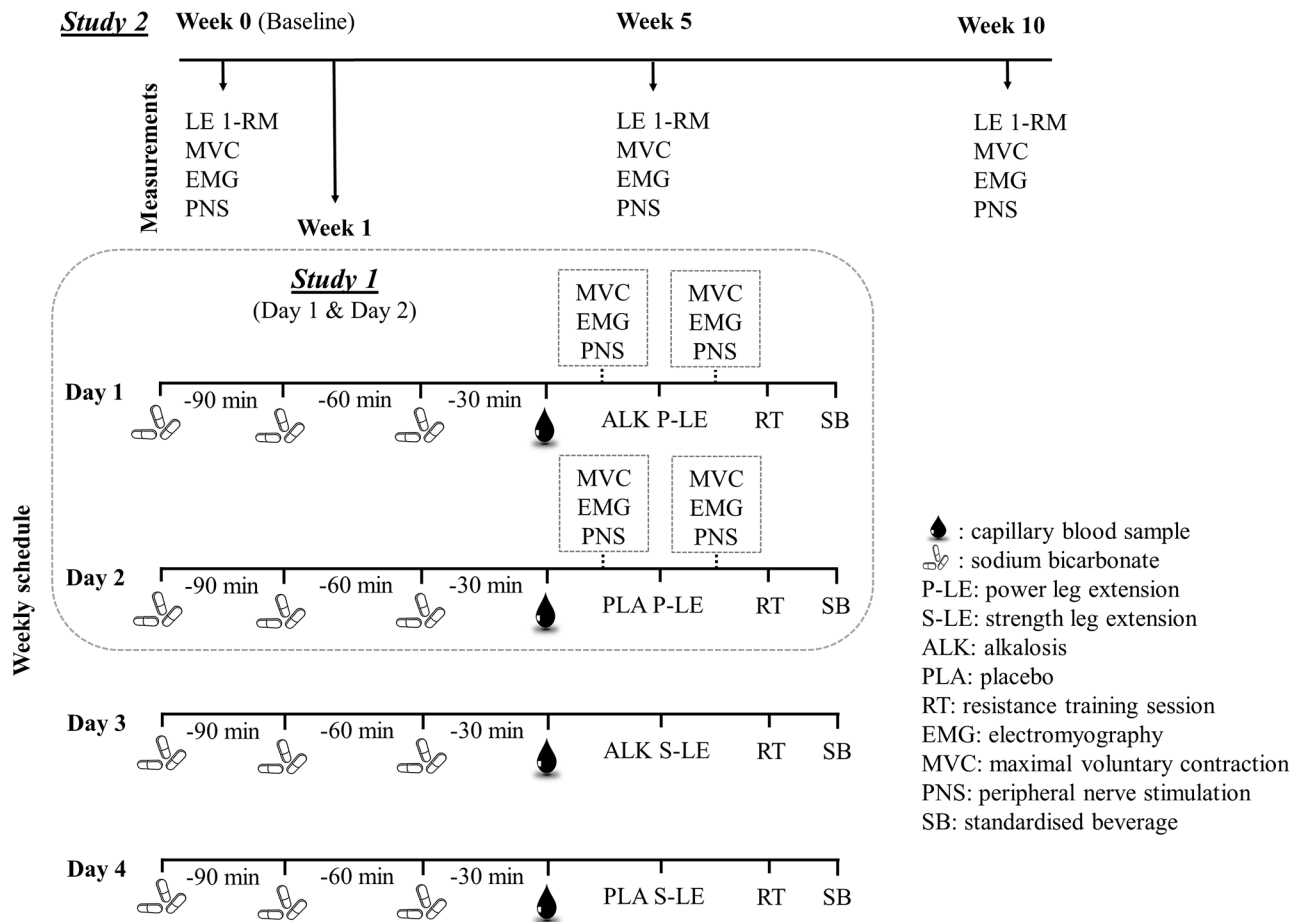 Study 2
Week 0 (Baseline)
Week 5
Week 10
Measurements
LE 1-RM
MVC
EMG
PNS
LE 1-RM
MVC
EMG
PNS
LE 1-RM
MVC
EMG
PNS
Week 1
Study 1
(Day 1 & Day 2)
MVC
EMG
PNS
MVC
EMG
PNS
Weekly schedule
Day 1
-90 min
-60 min
-30 min
ALK P-LE
RT
SB
MVC
EMG
PNS
MVC
EMG
PNS
Day 2
-90 min
-60 min
-30 min
PLA P-LE
RT
SB
Day 3
-90 min
-60 min
-30 min
ALK S-LE
RT
SB
Day 4
-90 min
-60 min
-30 min
PLA S-LE
RT
SB
: capillary blood sample
: sodium bicarbonate
P-LE: power leg extension
S-LE: strength leg extension
ALK: alkalosis
PLA: placebo
RT: resistance training session
EMG: electromyography
MVC: maximal voluntary contraction
PNS: peripheral nerve stimulation
SB: standardised beverage